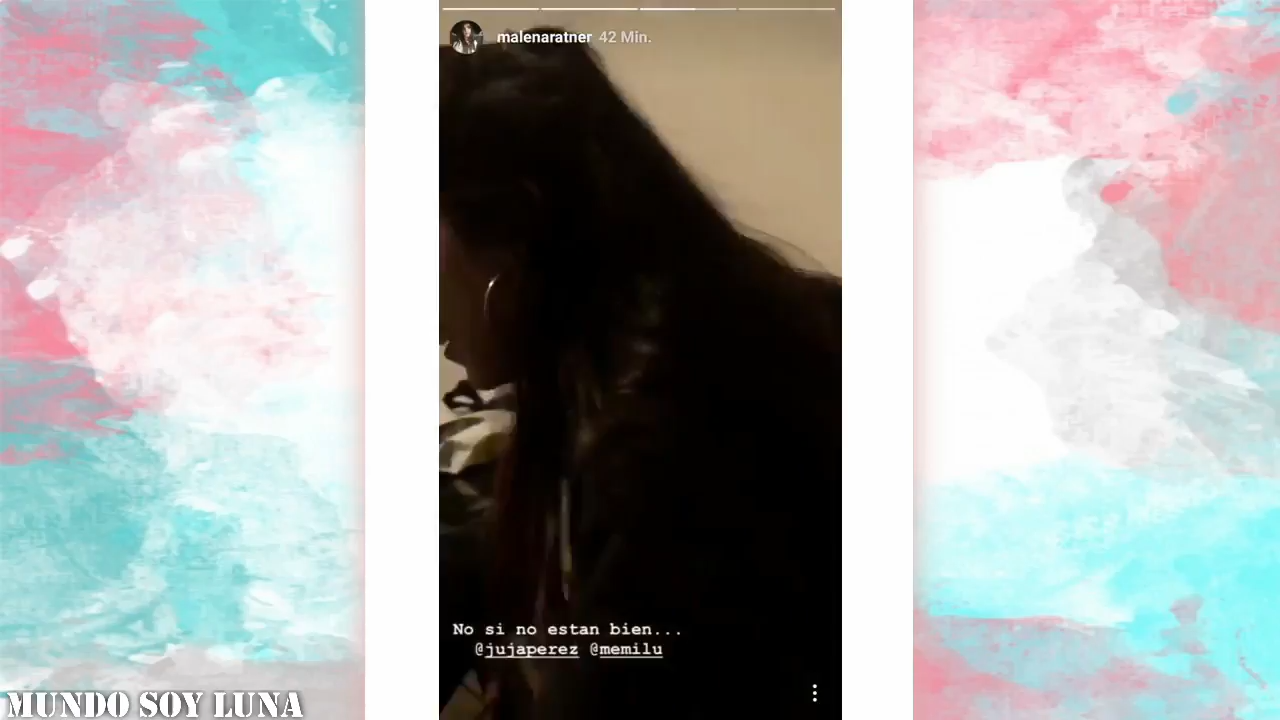 malenaratner 42 Min.
No si no estan bien...
@jujaperez @memilu
MUNDO SOY LUNA